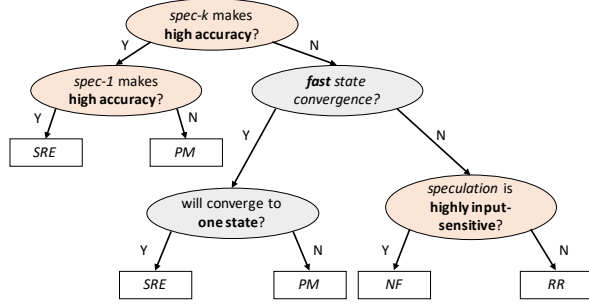 spec-k makes
high accuracy?
Y
N
spec-1 makes
high accuracy?
fast state
convergence?
Y
N
SRE
PM
Y
N
will converge to
one state?
speculation is
highly input-
sensitive?
Y
N
Y
N
SRE
PM
NF
RR